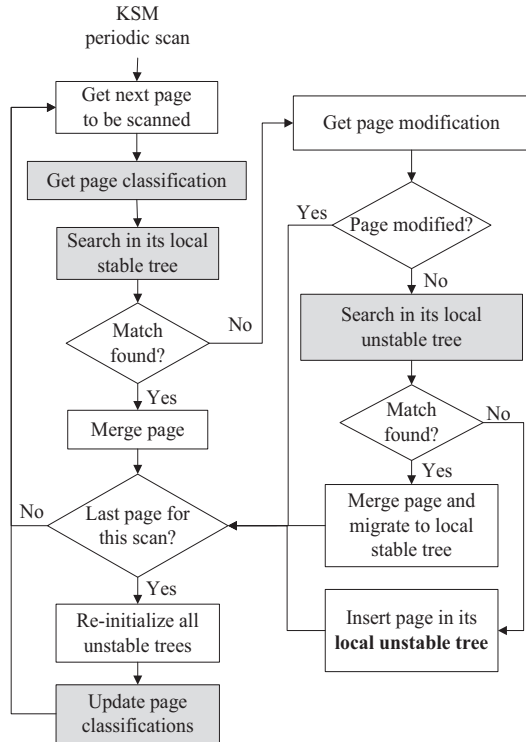 KSM
periodic scan
Get next page
to be scanned
Get page classification
Search in its local
stable tree
Match
found?
No
Yes
Merge page
No
Last page for
this scan?
Yes
Re-initialize all
unstable trees
Update page
classifications
Get page modification
Yes
Page modified?
No
Search in its local
unstable tree
Match
found?
No
Yes
Merge page and
migrate to local
stable tree
Insert page in its
local unstable tree